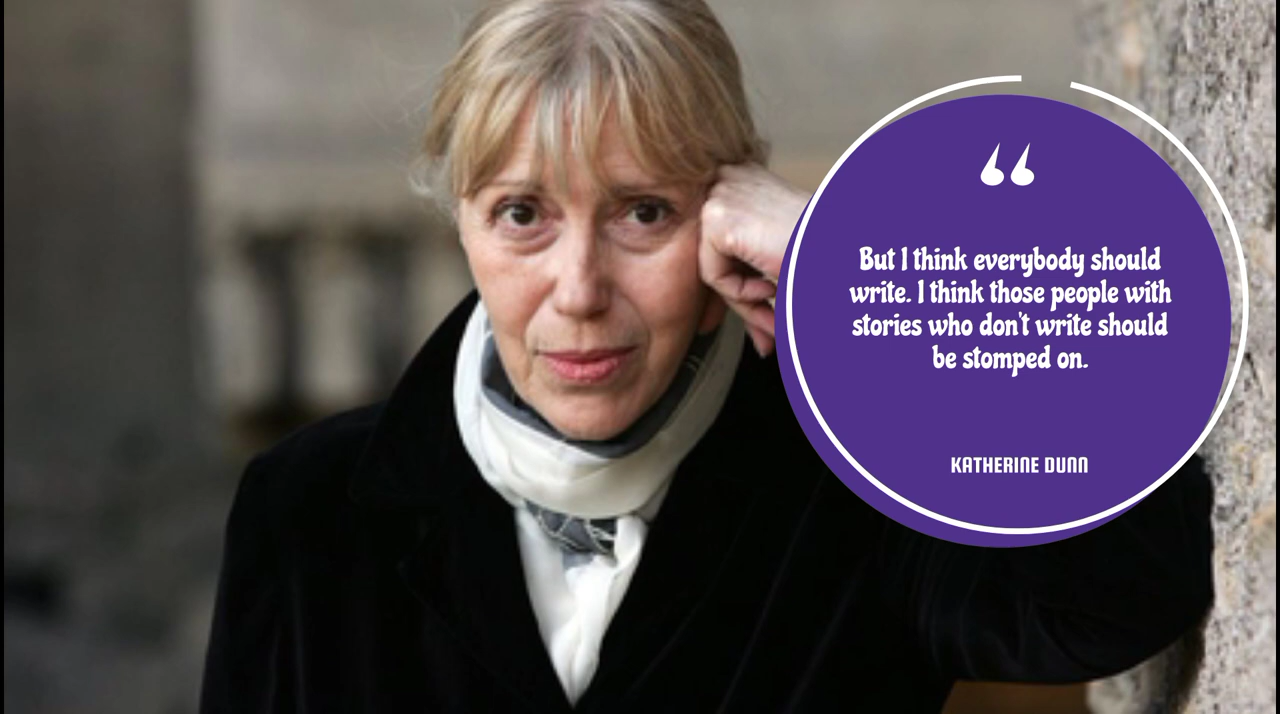 “
But I think everybody should
write. I think those people with
stories who don't write should
be stomped on.
KATHERINE DUNN